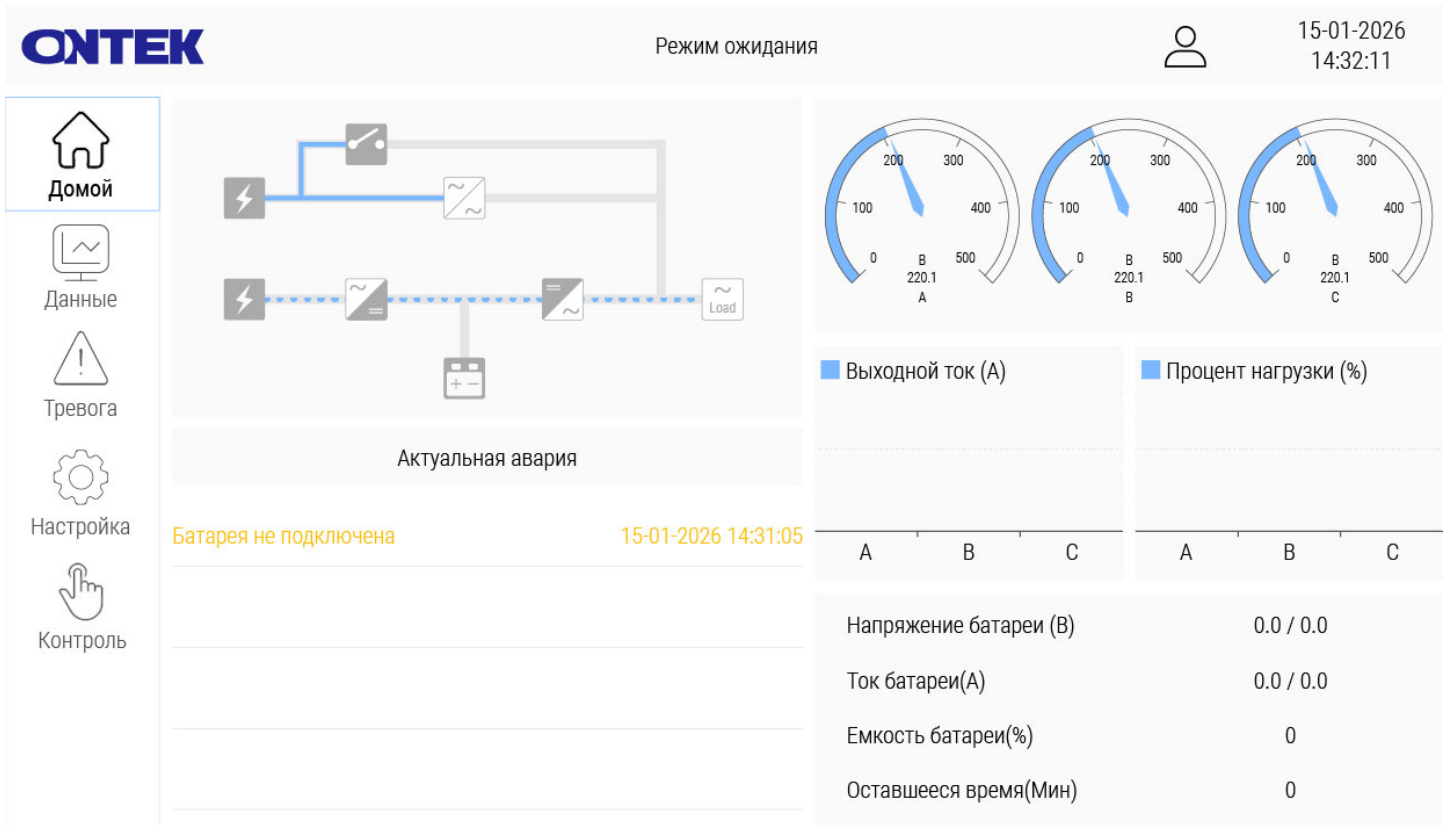 ONTEK
Режим ожидания
15-01-2026
14:32:11
Домой
Данные
Тревога
Настройка
Контроль
Load
+ −
Актуальная авария
Батарея не подключена 15-01-2026 14:31:05
0 100 200 300 400 500
В
220.1
A
0 100 200 300 400 500
В
220.1
B
0 100 200 300 400 500
В
220.1
C
Выходной ток (А)
A B C
Процент нагрузки (%)
A B C
Напряжение батареи (В) 0.0 / 0.0
Ток батареи(А) 0.0 / 0.0
Емкость батареи(%) 0
Оставшееся время(Мин) 0